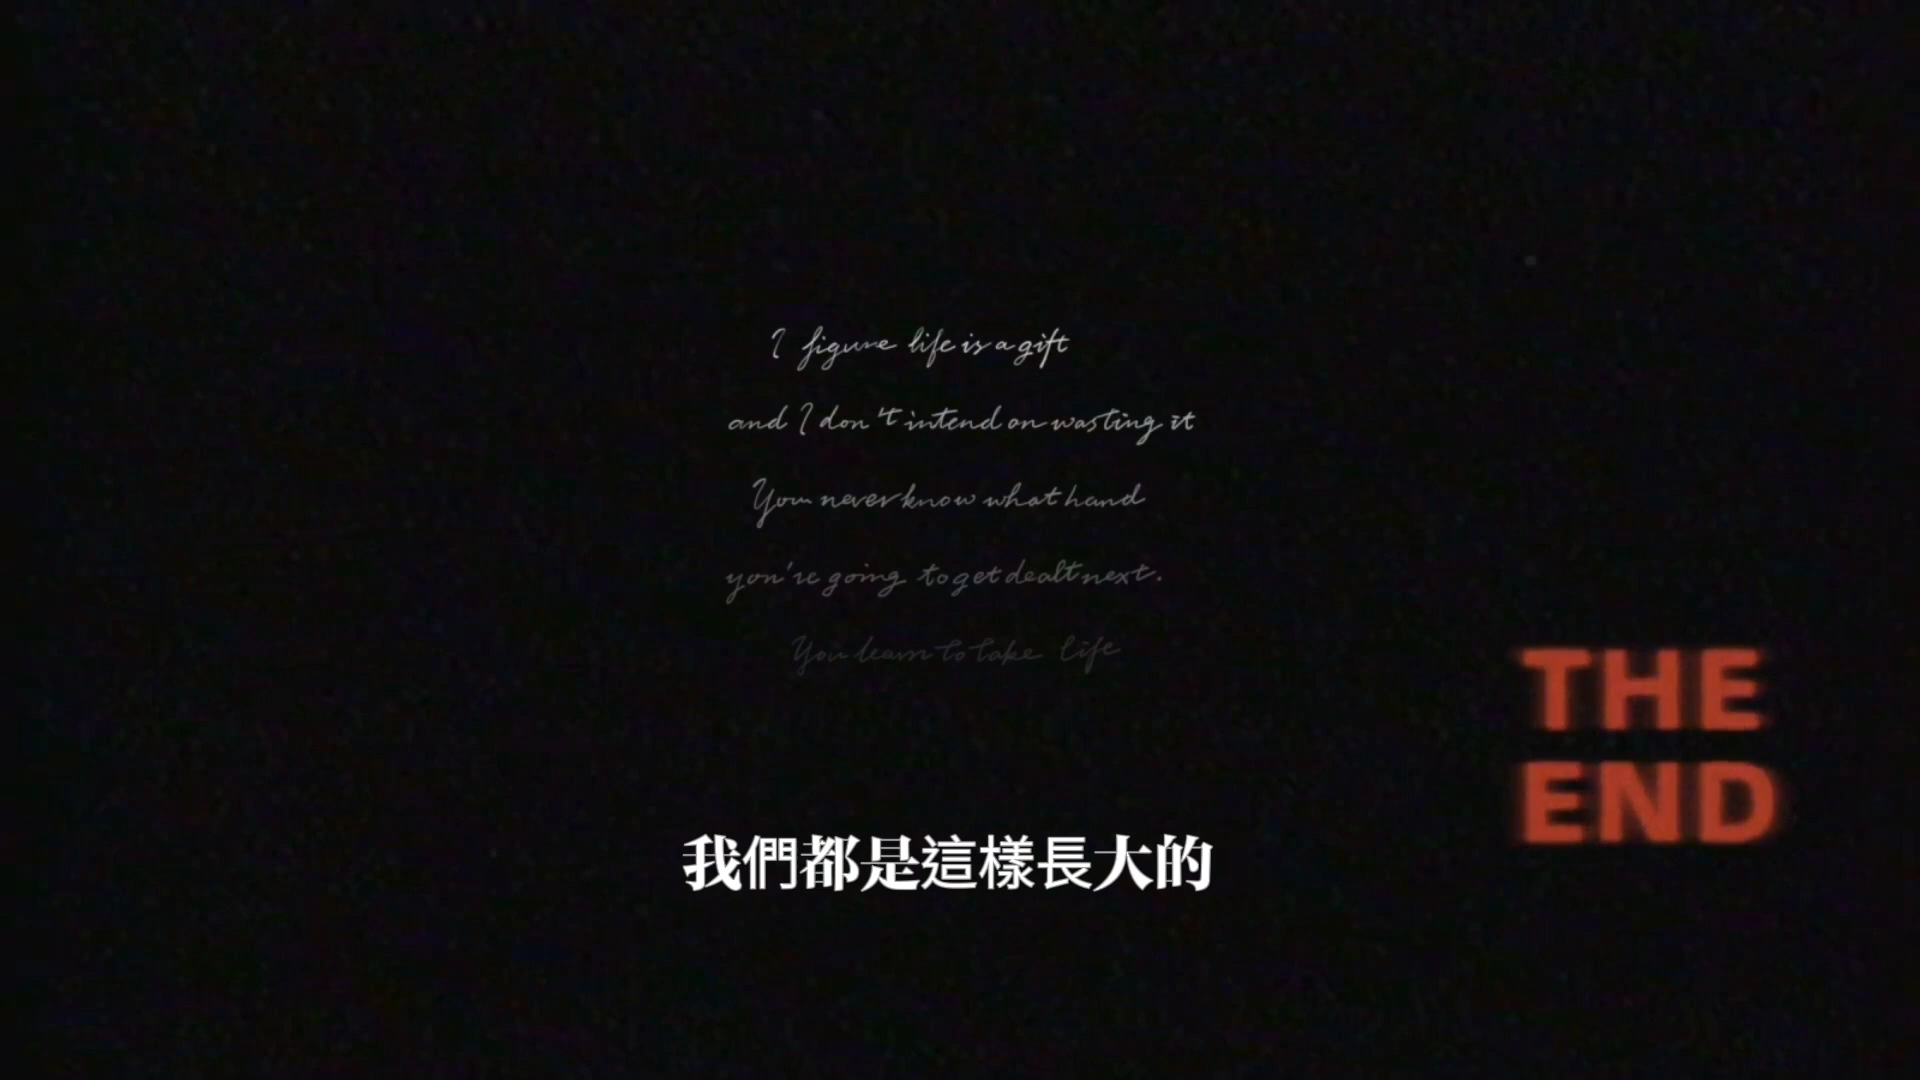 I figure life is a gift
and I don't intend on wasting it
You never know what hand
you're going to get dealt next.
You learn to take life
THE
END
我們都是這樣長大的